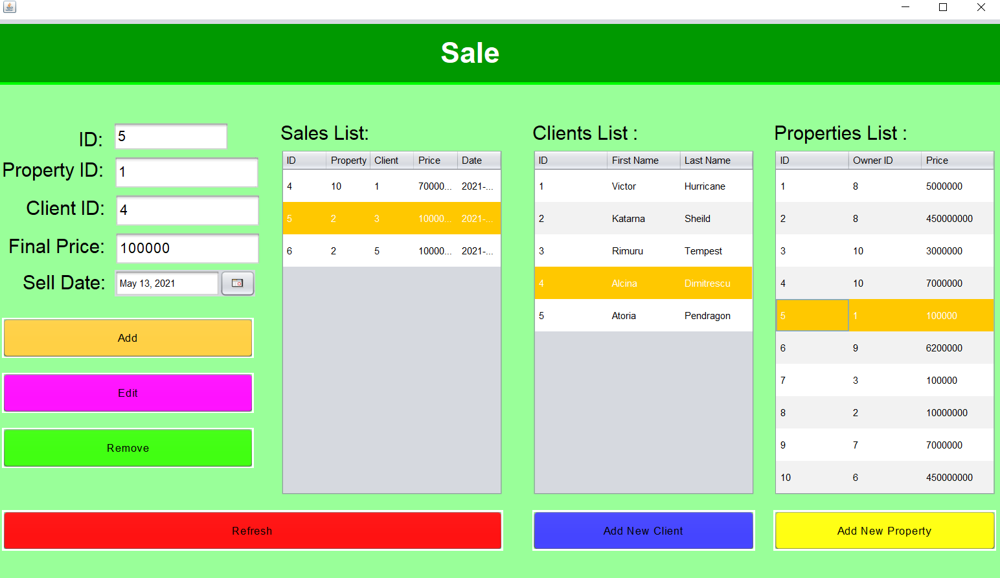 Sale
ID: 5
Property ID: 1
Client ID: 4
Final Price: 100000
Sell Date: May 13, 2021
Add
Edit
Remove
Refresh
Sales List:
ID Property Client Price Date
4 10 1 70000... 2021-...
5 2 3 10000... 2021-...
6 2 5 10000... 2021-...
Clients List :
ID First Name Last Name
1 Victor Hurricane
2 Katarna Sheild
3 Rimuru Tempest
4 Alcina Dimitrescu
5 Atoria Pendragon
Add New Client
Properties List :
ID Owner ID Price
1 8 5000000
2 8 450000000
3 10 3000000
4 10 7000000
5 1 100000
6 9 6200000
7 3 100000
8 2 10000000
9 7 7000000
10 6 450000000
Add New Property